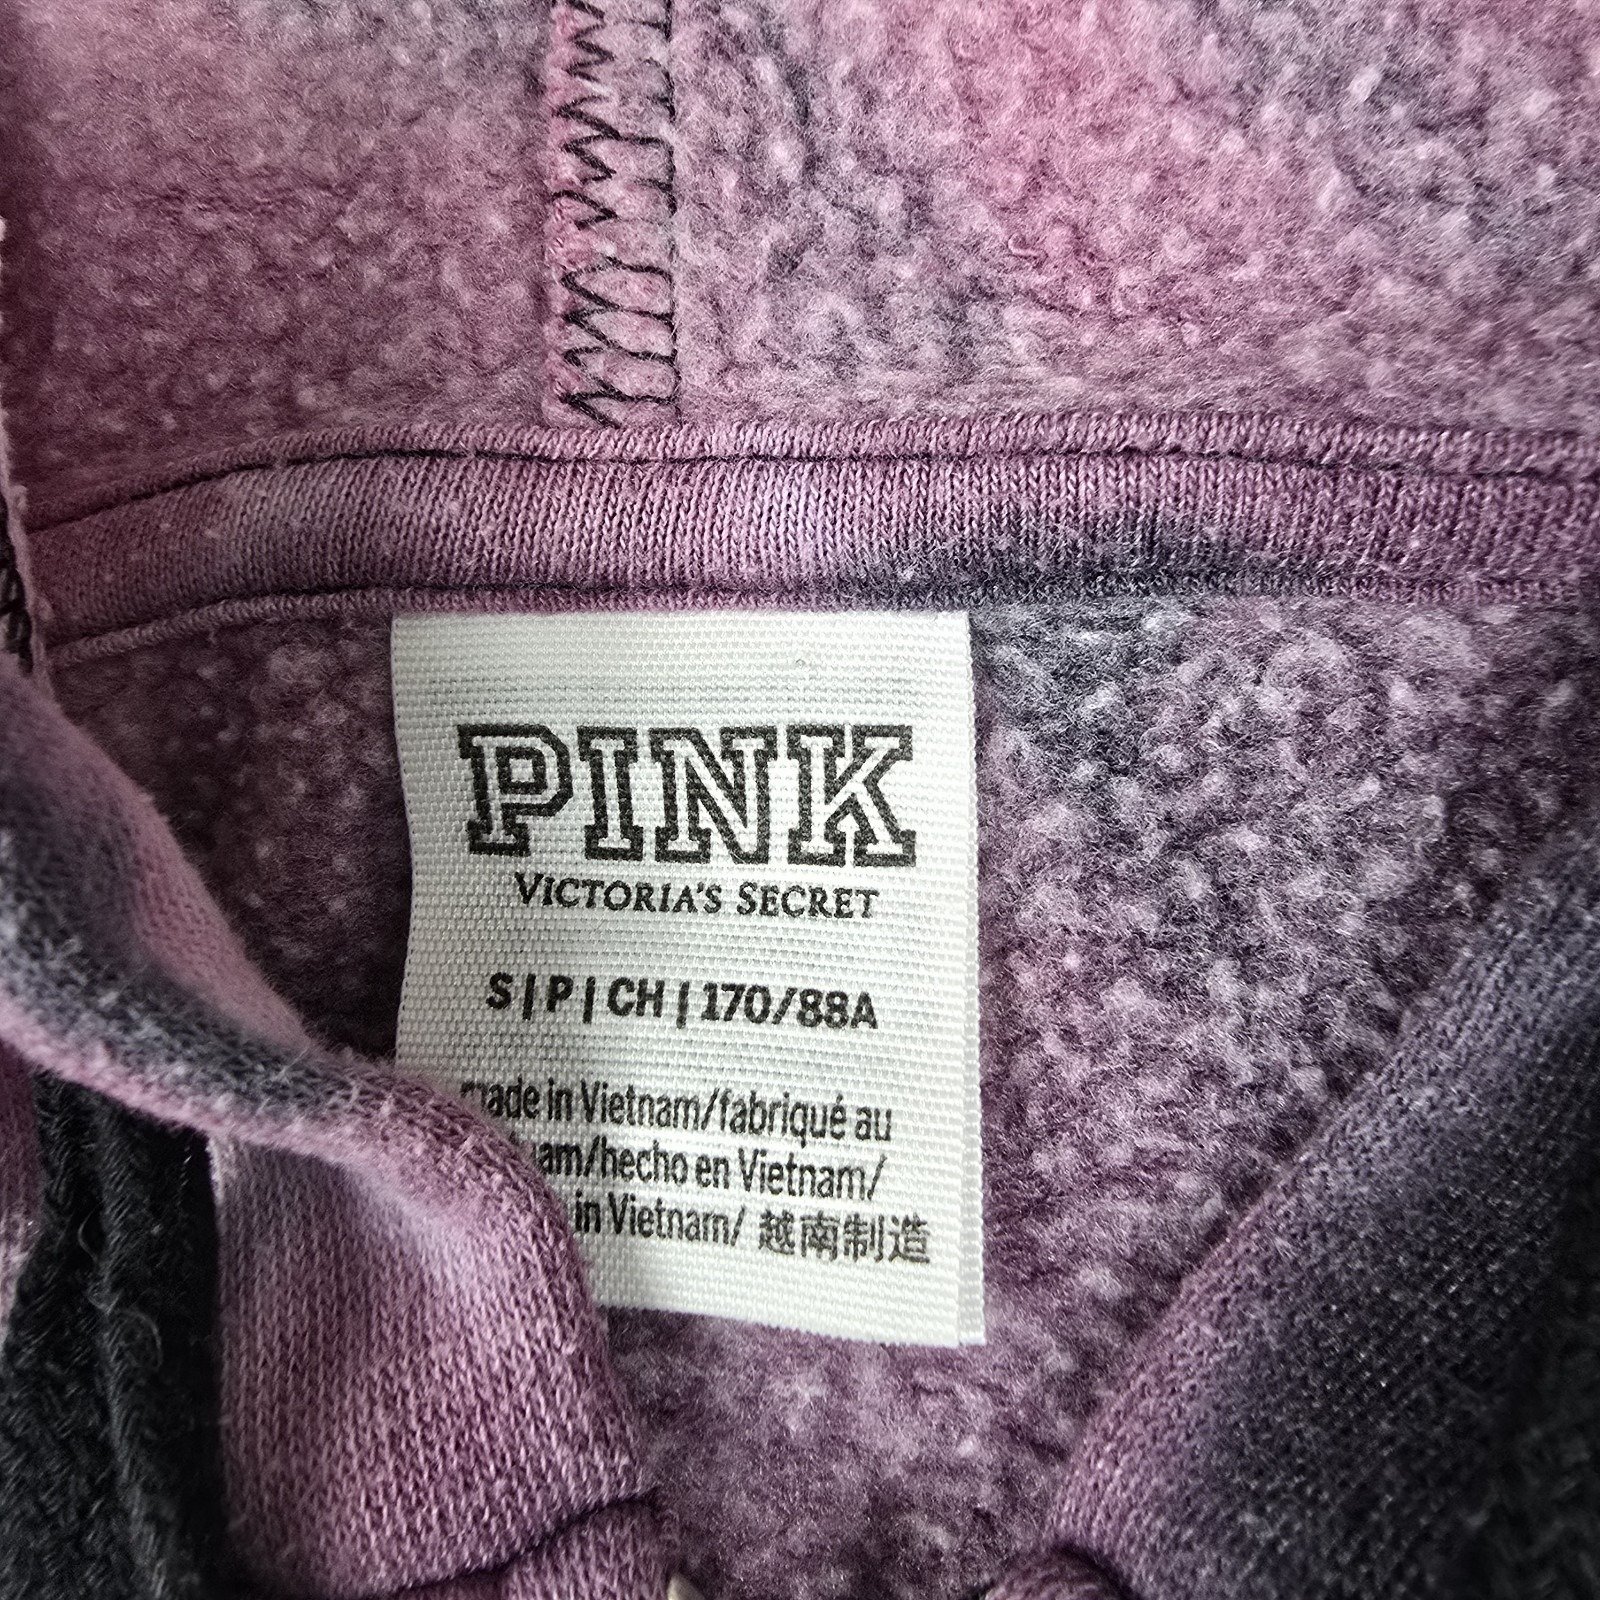 PINK
VICTORIA'S SECRET
S | P | CH | 170/88A
made in Vietnam/fabriqué au
/hecho en Vietnam/
in Vietnam/ 越南制造